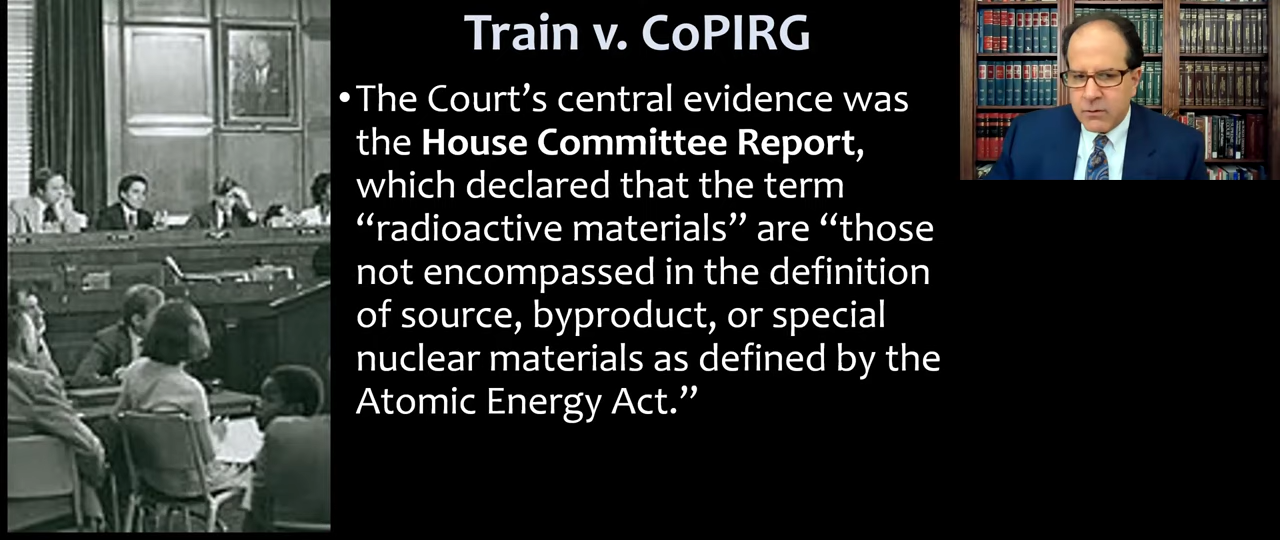 Train v. CoPIRG
•The Court’s central evidence was
the House Committee Report,
which declared that the term
“radioactive materials” are “those
not encompassed in the definition
of source, byproduct, or special
nuclear materials as defined by the
Atomic Energy Act.”